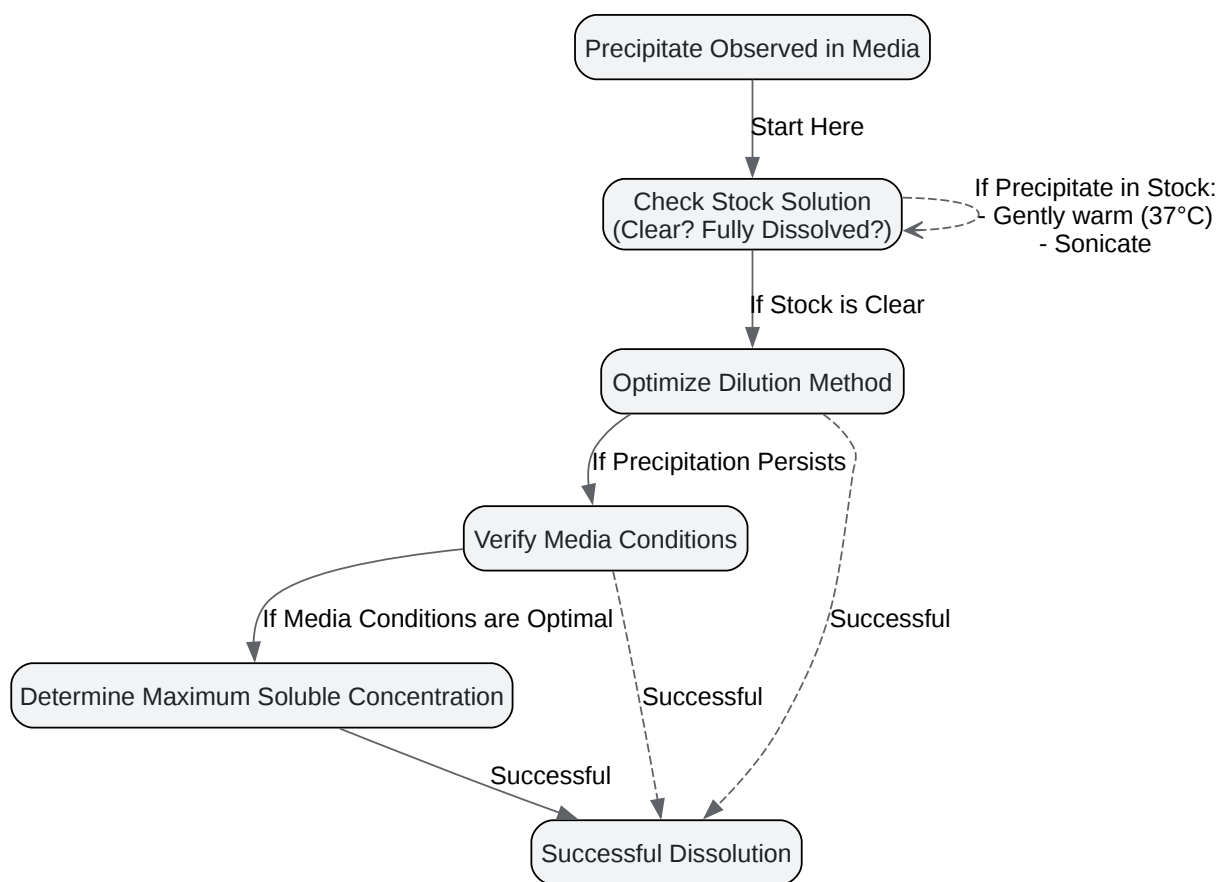 Precipitate Observed in Media
Start Here
Check Stock Solution
(Clear? Fully Dissolved?)
If Precipitate in Stock:
- Gently warm (37°C)
- Sonicate
If Stock is Clear
Optimize Dilution Method
If Precipitation Persists
Verify Media Conditions
If Media Conditions are Optimal
Successful
Determine Maximum Soluble Concentration
Successful
Successful
Successful Dissolution